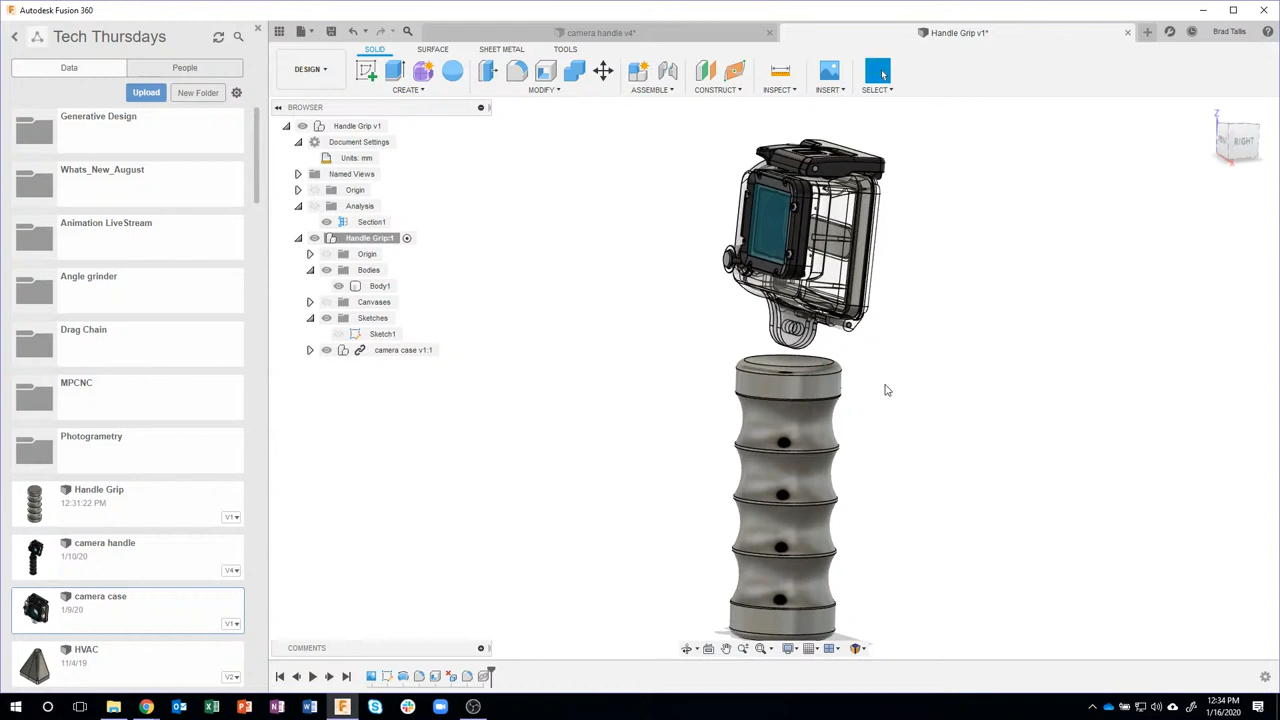 Autodesk Fusion 360
Tech Thursdays
camera handle v4*
Handle Grip v1*
Brad Tallis
Data
People
SOLID
SURFACE
SHEET METAL
TOOLS
DESIGN
CREATE
MODIFY
ASSEMBLE
CONSTRUCT
INSPECT
INSERT
SELECT
Upload
New Folder
Generative Design
Whats_New_August
Animation LiveStream
Angle grinder
Drag Chain
MPCNC
Photogrametry
Handle Grip
12:31:22 PM
V1
camera handle
1/10/20
V4
camera case
1/9/20
V1
HVAC
11/4/19
V2
BROWSER
Handle Grip v1
Document Settings
Units: mm
Named Views
Origin
Analysis
Section1
Handle Grip:1
Origin
Bodies
Body1
Canvases
Sketches
Sketch1
camera case v1:1
Z
RIGHT
COMMENTS
12:34 PM
1/16/2020